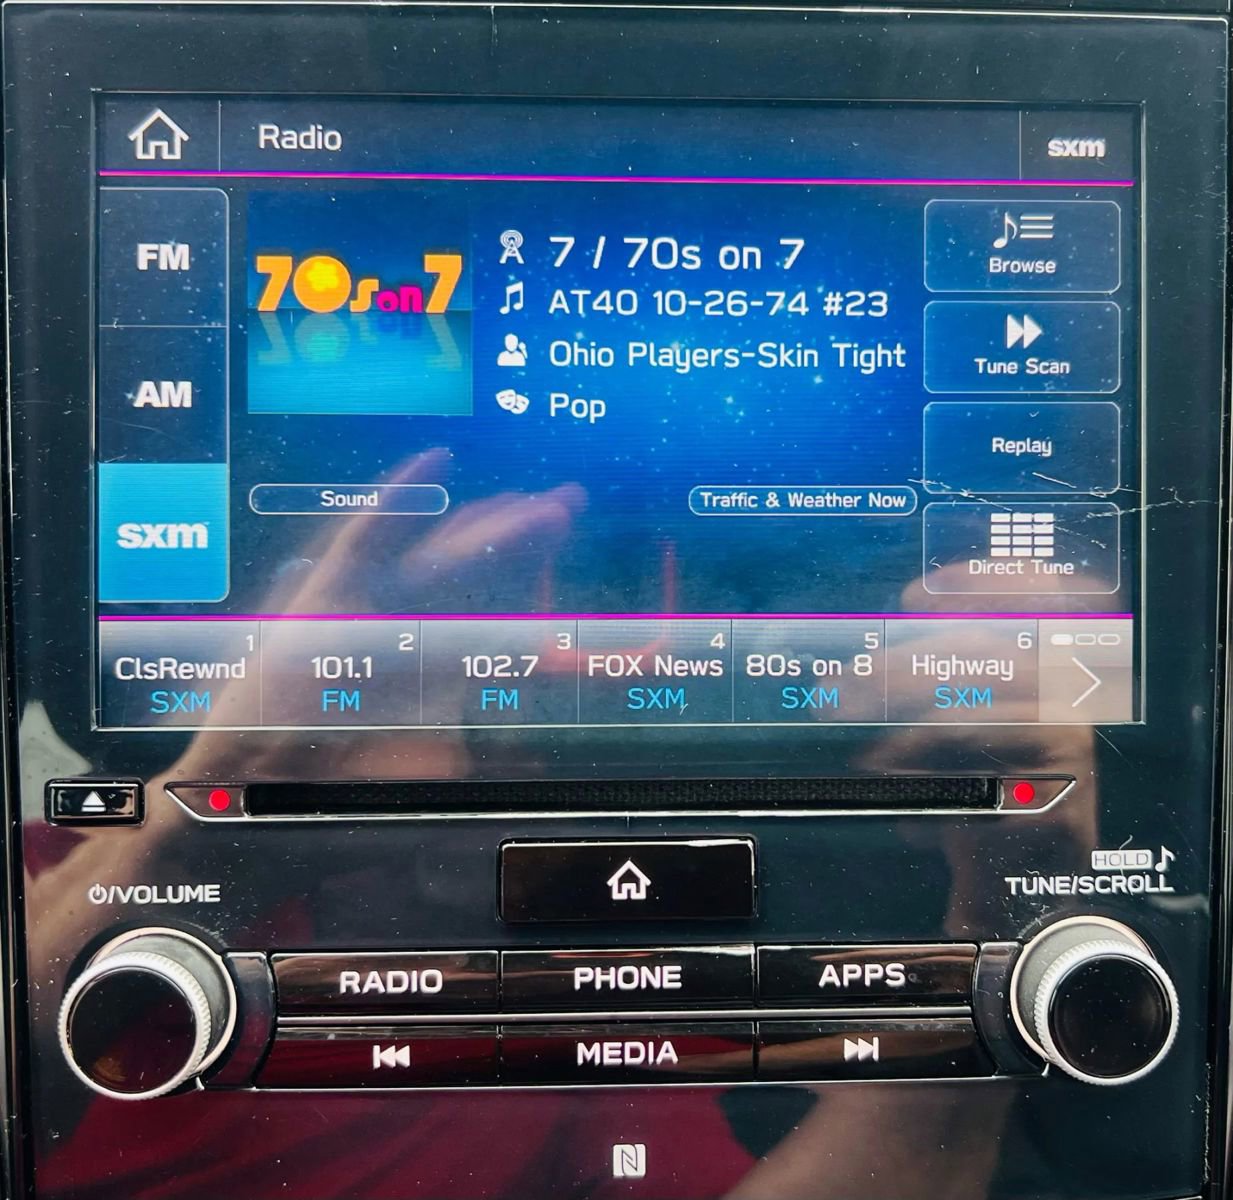 Radio
sxm
FM
AM
sxm
70s on 7
7 / 70s on 7
AT40 10-26-74 #23
Ohio Players-Skin Tight
Pop
Browse
Tune Scan
Replay
Direct Tune
Sound
Traffic & Weather Now
1
ClsRewnd
SXM
2
101.1
FM
3
102.7
FM
4
FOX News
SXM
5
80s on 8
SXM
6
Highway
SXM
/VOLUME
HOLD
TUNE/SCROLL
RADIO
PHONE
APPS
MEDIA
N